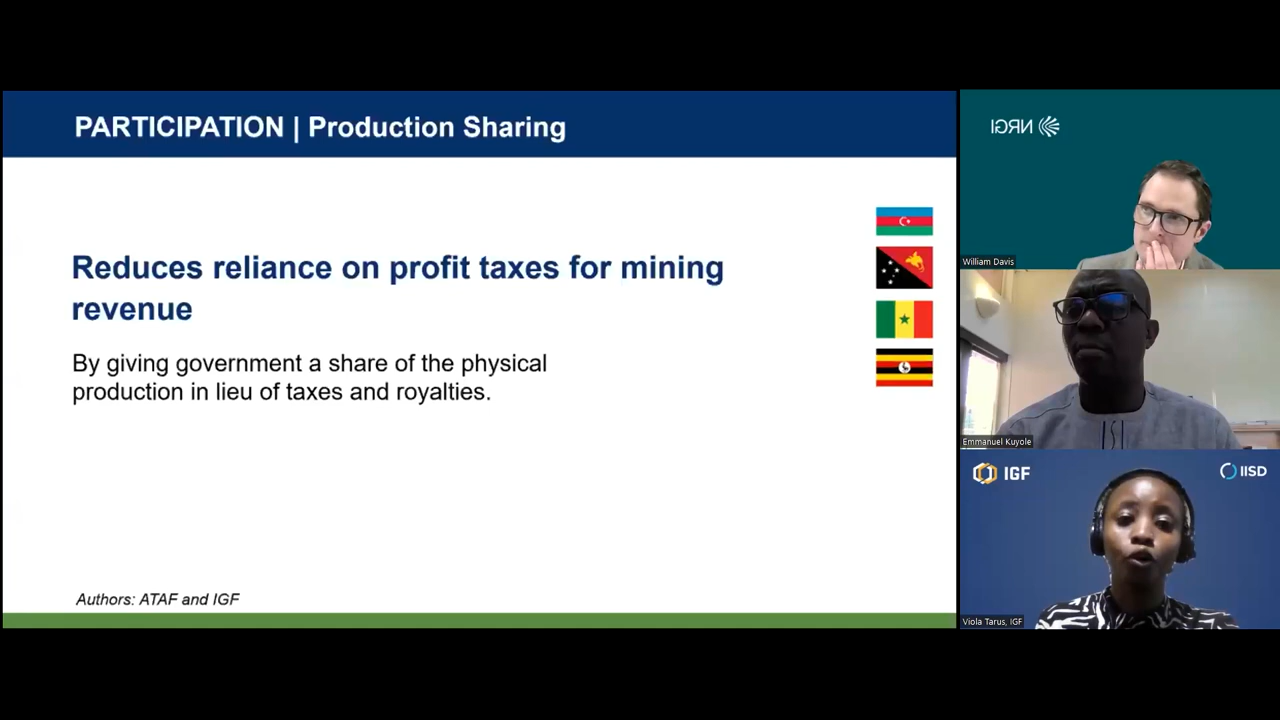 PARTICIPATION | Production Sharing
Reduces reliance on profit taxes for mining
revenue
By giving government a share of the physical
production in lieu of taxes and royalties.
Authors: ATAF and IGF
NRGI
William Davis
Emmanuel Kuyole
IGF
IISD
Viola Tarus, IGF